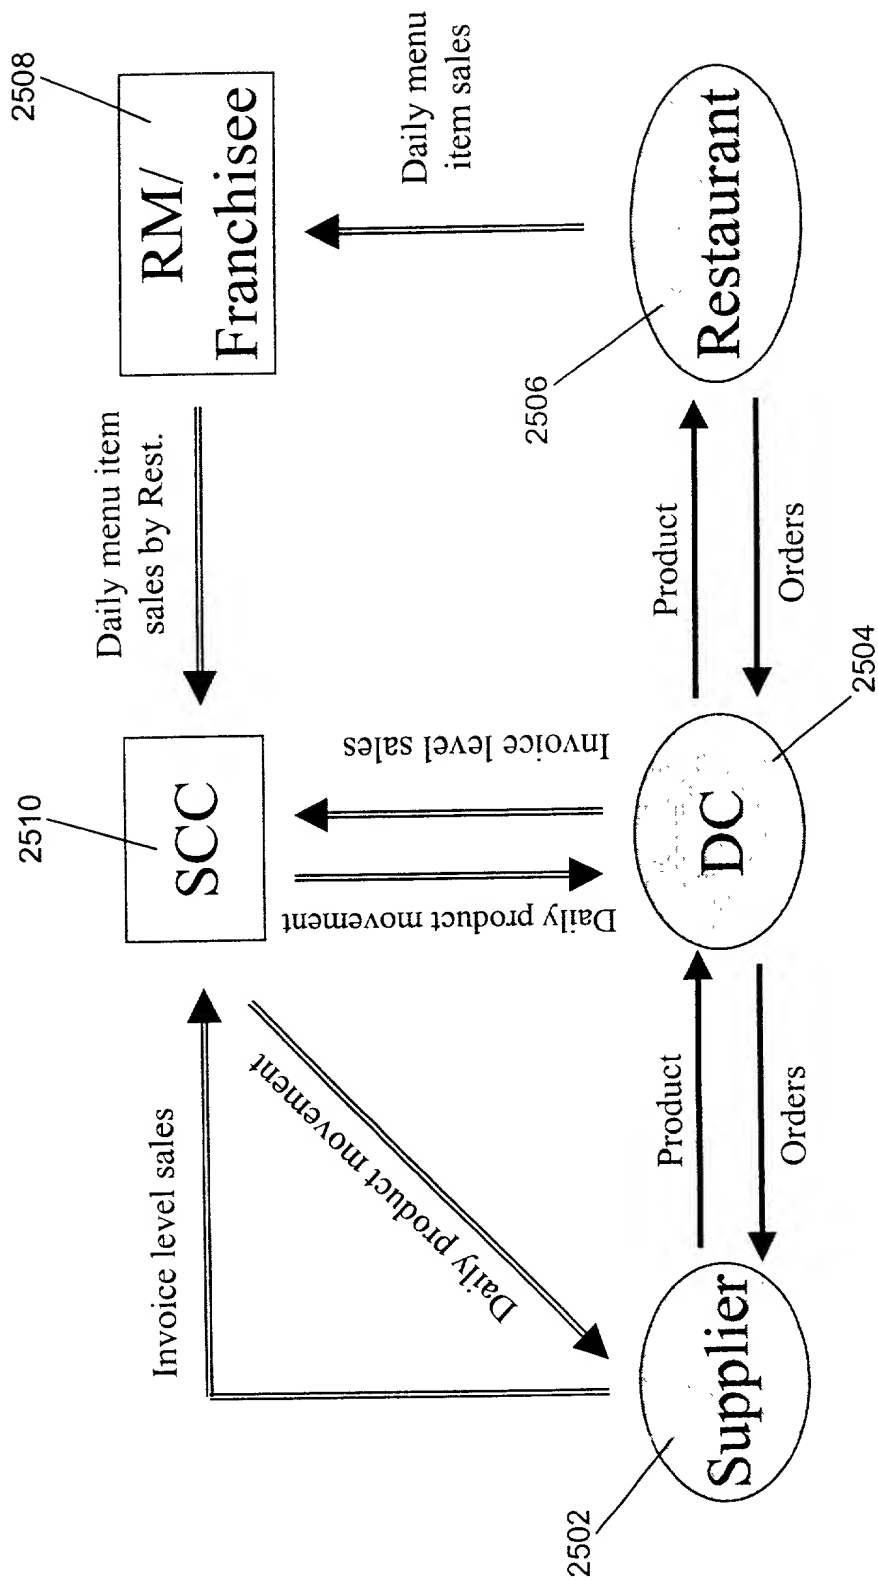 2510
2508
SCC
Daily menu item
sales by Rest.
RM/
Franchisee
Invoice level sales
Daily product movement
Daily product movement
Invoice level sales
Daily menu
item sales
2506
2502
Supplier
Product
Orders
DC
2504
Product
Orders
Restaurant